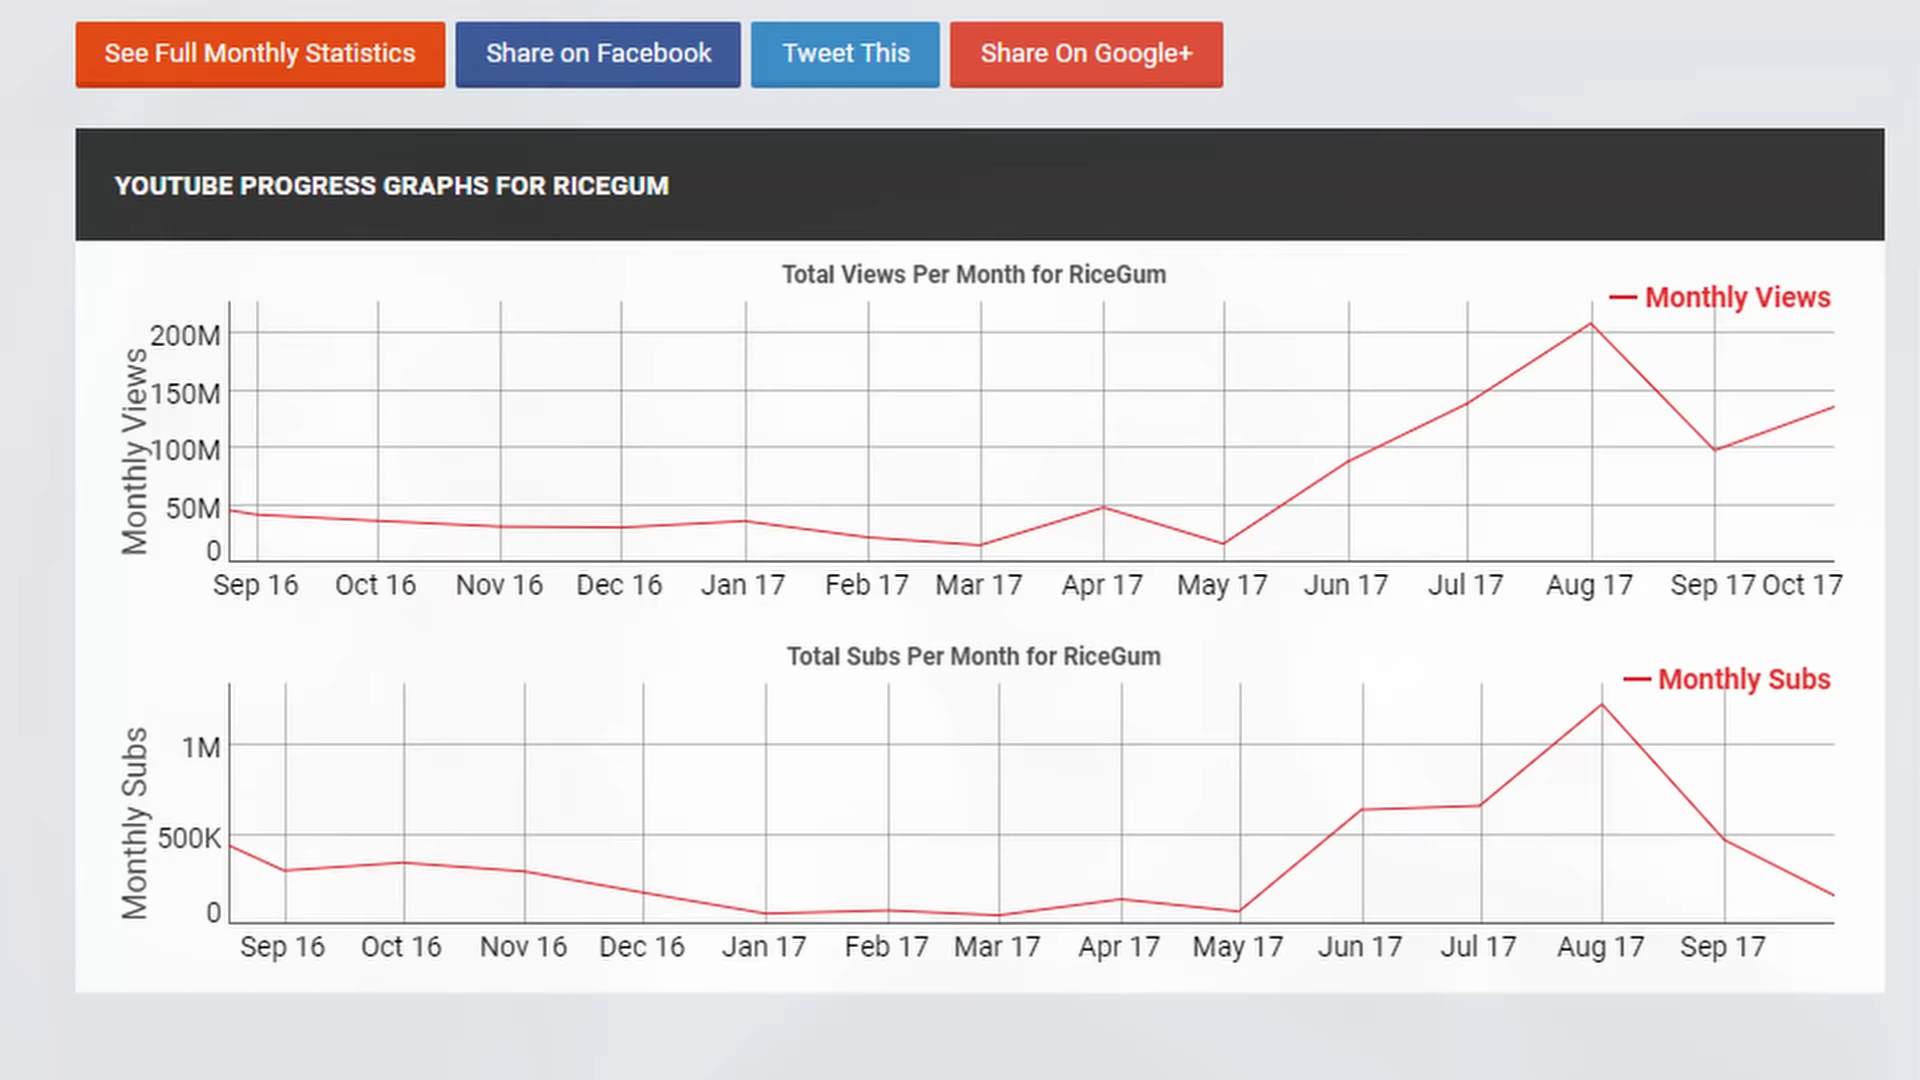 See Full Monthly Statistics Share on Facebook Tweet This Share On Google+
YOUTUBE PROGRESS GRAPHS FOR RICEGUM
Total Views Per Month for RiceGum
Monthly Views
Monthly Views
200M
150M
100M
50M
0
Sep 16 Oct 16 Nov 16 Dec 16 Jan 17 Feb 17 Mar 17 Apr 17 May 17 Jun 17 Jul 17 Aug 17 Sep 17 Oct 17
Total Subs Per Month for RiceGum
Monthly Subs
Monthly Subs
1M
500K
0
Sep 16 Oct 16 Nov 16 Dec 16 Jan 17 Feb 17 Mar 17 Apr 17 May 17 Jun 17 Jul 17 Aug 17 Sep 17